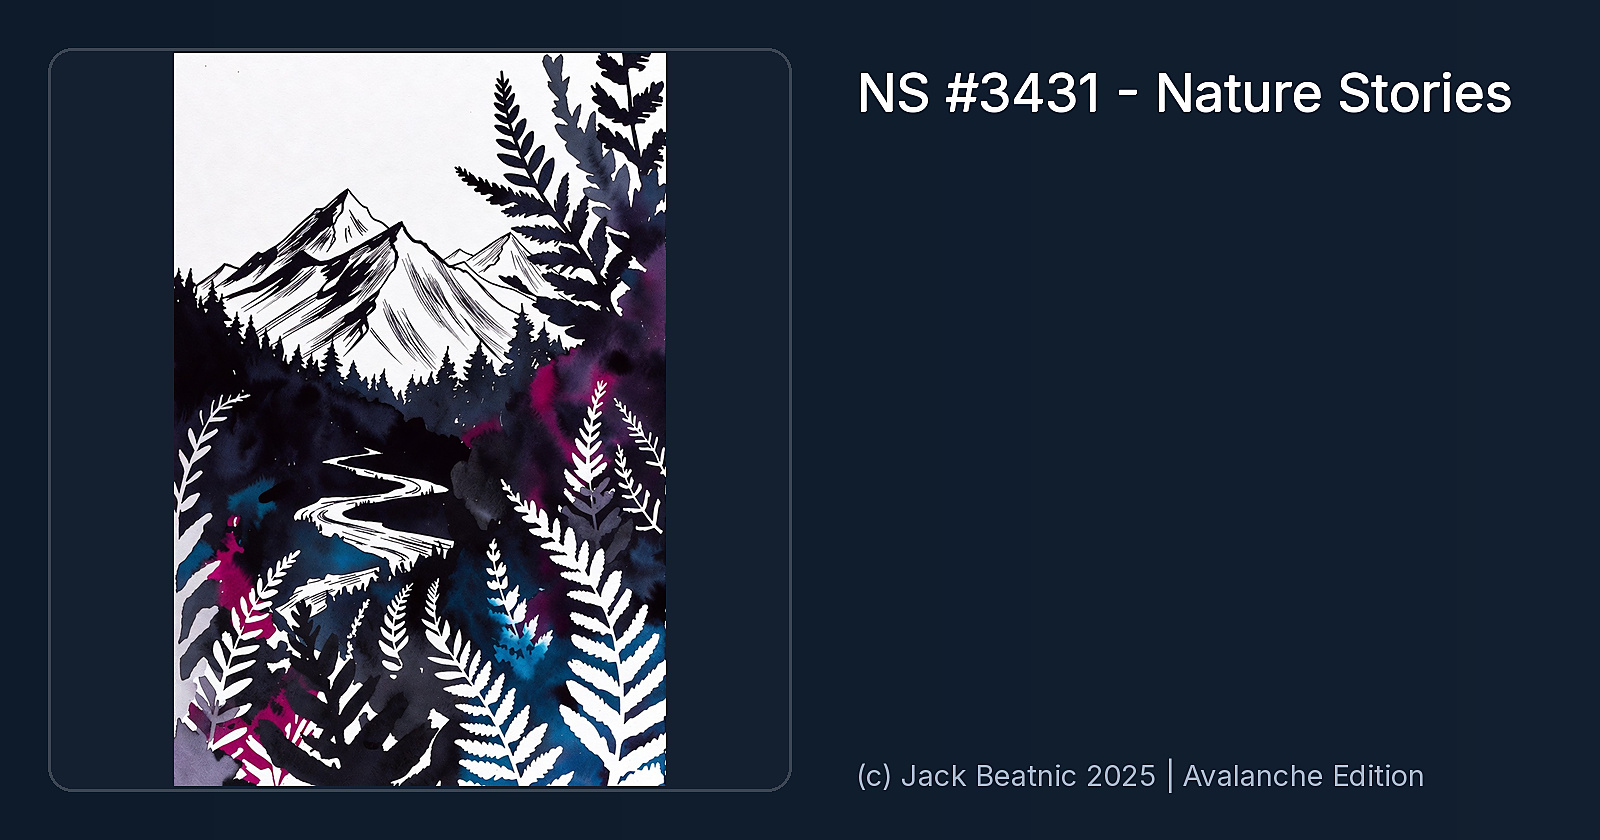 NS #3431 - Nature Stories
(c) Jack Beatnic 2025 | Avalanche Edition